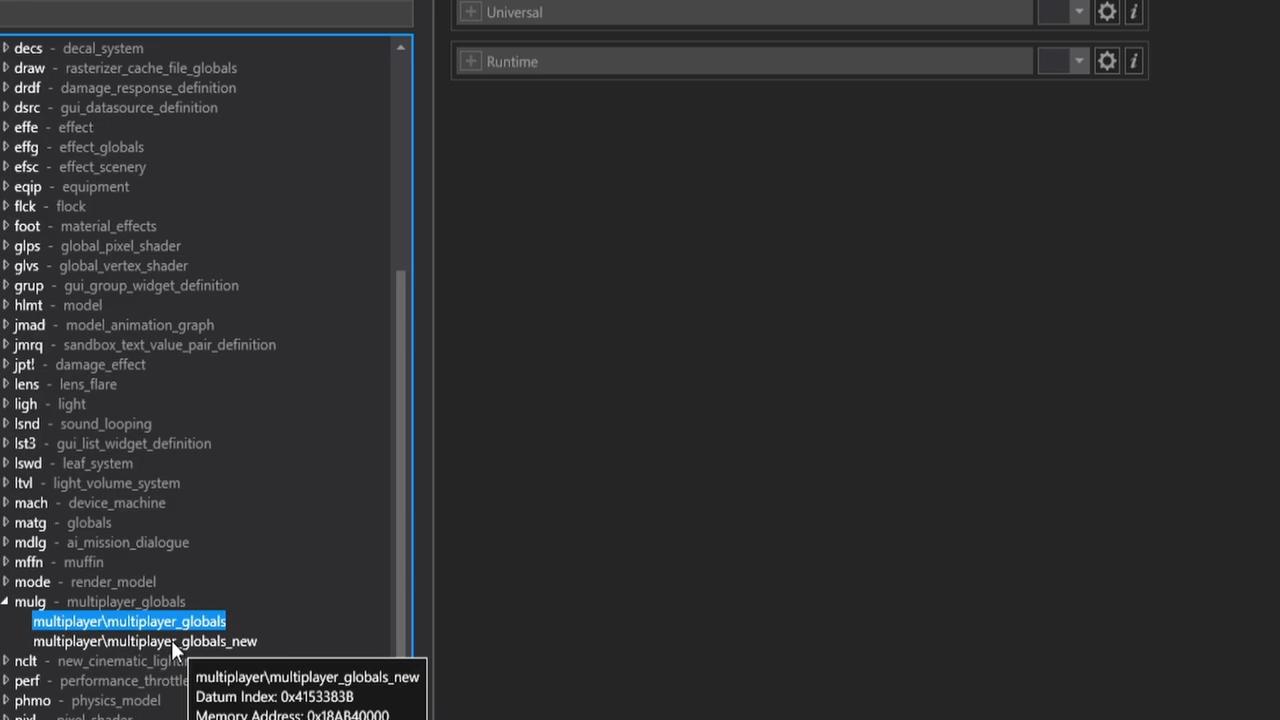 Universal
Runtime
decs - decal_system
draw - rasterizer_cache_file_globals
drdf - damage_response_definition
dsrc - gui_datasource_definition
effe - effect
effg - effect_globals
efsc - effect_scenery
eqip - equipment
flck - flock
foot - material_effects
glps - global_pixel_shader
glvs - global_vertex_shader
grup - gui_group_widget_definition
hlmt - model
jmad - model_animation_graph
jmrq - sandbox_text_value_pair_definition
jpt! - damage_effect
lens - lens_flare
ligh - light
lsnd - sound_looping
lst3 - gui_list_widget_definition
lswd - leaf_system
ltvl - light_volume_system
mach - device_machine
matg - globals
mdlg - ai_mission_dialogue
mffn - muffin
mode - render_model
mulg - multiplayer_globals
multiplayer\multiplayer_globals
multiplayer\multiplayer_globals_new
nclt - new_cinematic_lightin
perf - performance_throttle
phmo - physics_model
pixl - pixel_shader
multiplayer\multiplayer_globals_new
Datum Index: 0x4153383B
Memory Address: 0x18AB40000